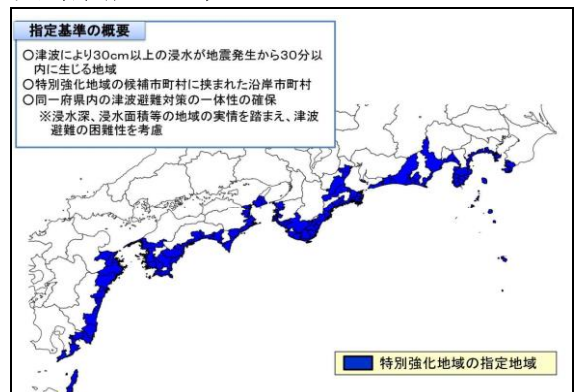 指定基準の概要
○津波により30cm以上の浸水が地震発生から30分以
内に生じる地域
○特別強化地域の候補市町村に挟まれた沿岸市町村
○同一府県内の津波避難対策の一体性の確保
※浸水深、浸水面積等の地域の実情を踏まえ、津波
避難の困難性を考慮
特別強化地域の指定地域